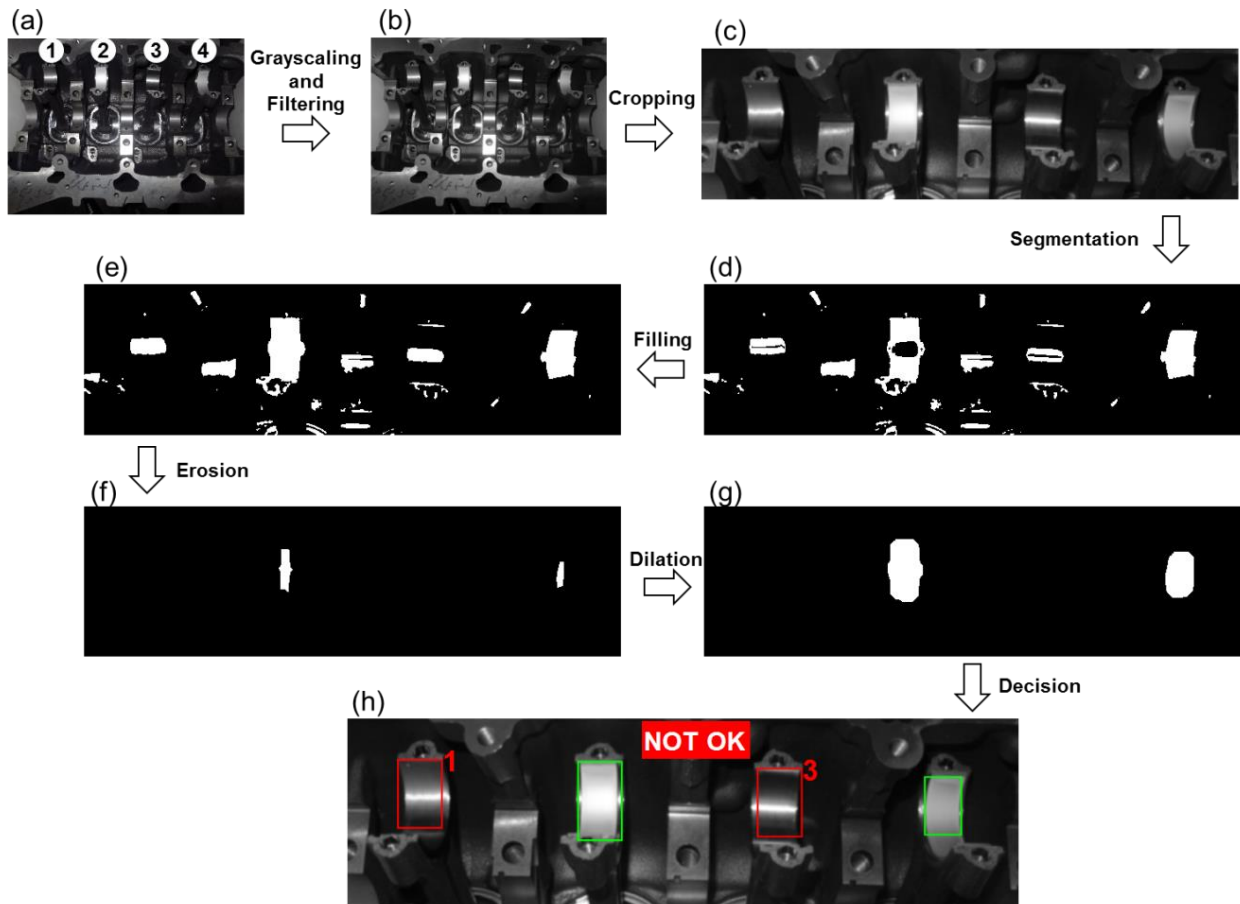 (a)
1 2 3 4
Grayscaling
and
Filtering
(b)
Cropping
(c)
Segmentation
(d)
Filling
(e)
Erosion
(f)
Dilation
(g)
Decision
(h)
NOT OK
1
3